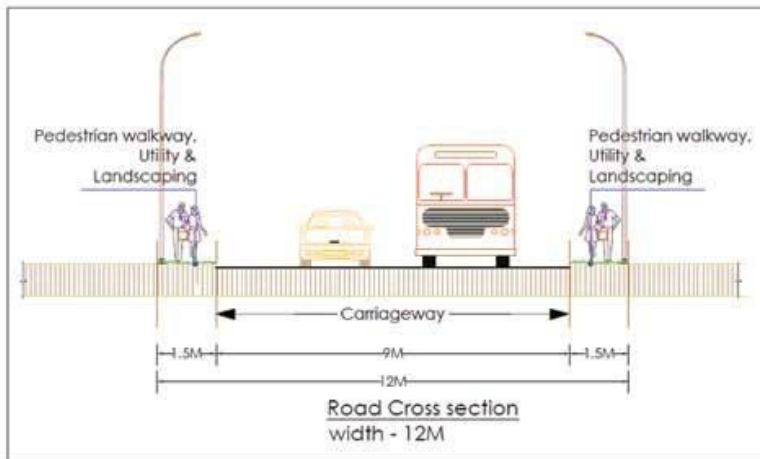 Pedestrian walkway,
Utility &
Landscaping
Pedestrian walkway,
Utility &
Landscaping
Carriageway
1.5M
9M
1.5M
12M
Road Cross section
width - 12M